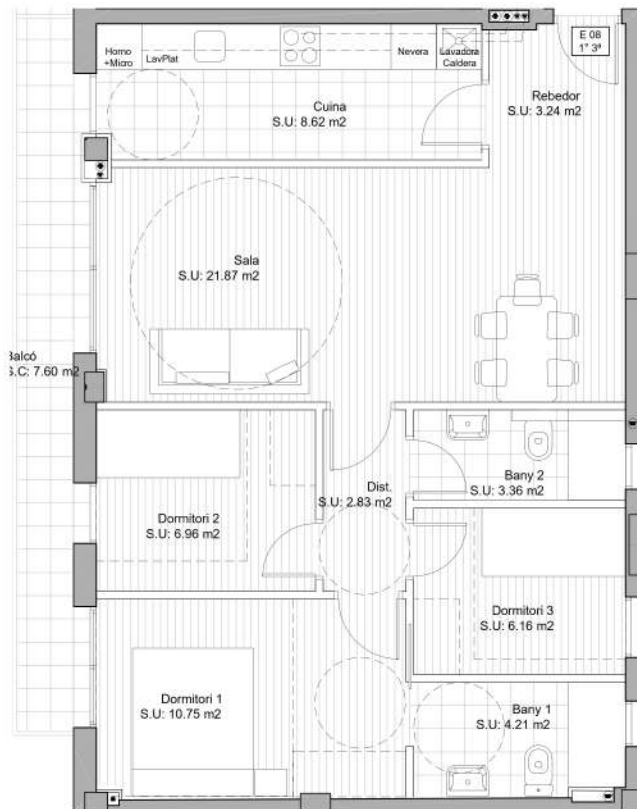 E 08
1ª 3ª
Horno
+Micro
LavPlat
Nevera
Lavadora
Caldera
Cuina
S.U: 8.62 m2
Rebedor
S.U: 3.24 m2
Sala
S.U: 21.87 m2
Balcó
S.C: 7.60 m2
Dist.
S.U: 2.83 m2
Bany 2
S.U: 3.36 m2
Dormitori 2
S.U: 6.96 m2
Dormitori 3
S.U: 6.16 m2
Dormitori 1
S.U: 10.75 m2
Bany 1
S.U: 4.21 m2